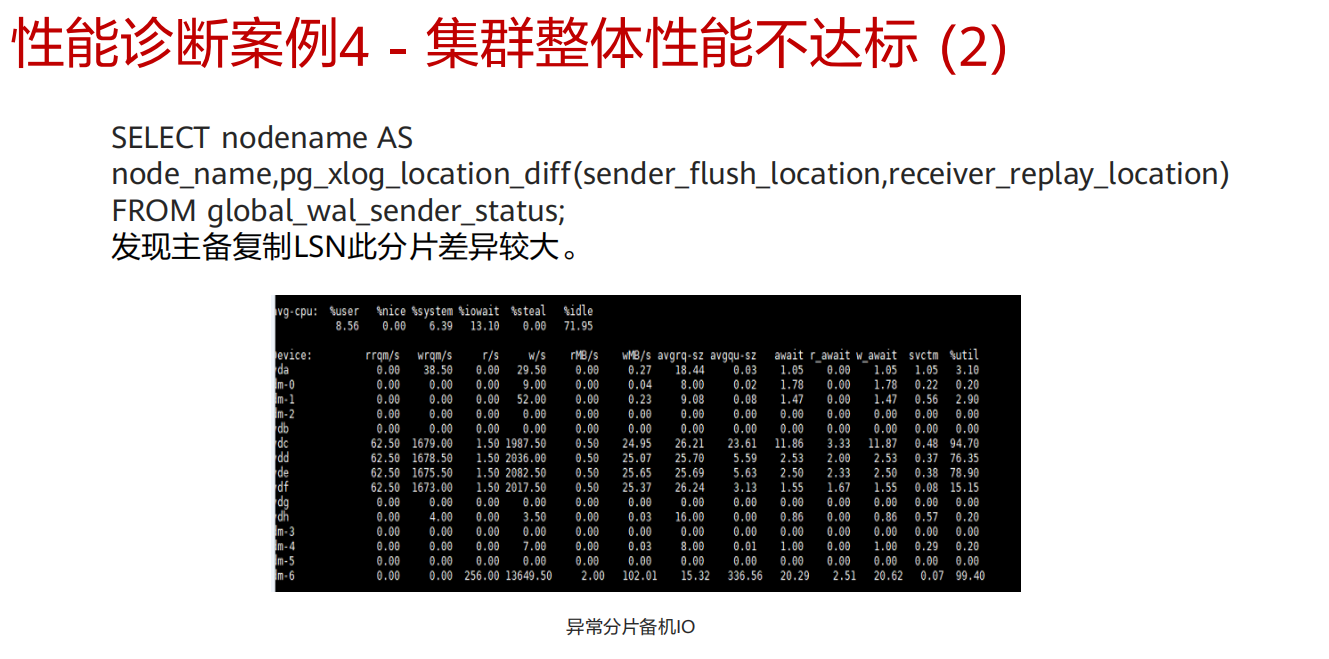 性能诊断案例4 - 集群整体性能不达标 (2)
SELECT nodename AS
node_name,pg_xlog_location_diff(sender_flush_location,receiver_replay_location)
FROM global_wal_sender_status;
发现主备复制LSN此分片差异较大。
avg-cpu: %user %nice %system %iowait %steal %idle
8.56 0.00 6.39 13.10 0.00 71.95
Device: rrqm/s wrqm/s r/s w/s rMB/s wMB/s avgrq-sz avgqu-sz await r_await w_await svctm %util
vda 0.00 38.50 0.00 29.50 0.00 0.27 18.44 0.03 1.05 0.00 1.05 1.05 3.10
dm-0 0.00 0.00 0.00 9.00 0.00 0.04 8.00 0.02 1.78 0.00 1.78 0.22 0.20
dm-1 0.00 0.00 0.00 52.00 0.00 0.23 9.08 0.08 1.47 0.00 1.47 0.56 2.90
dm-2 0.00 0.00 0.00 0.00 0.00 0.00 0.00 0.00 0.00 0.00 0.00 0.00 0.00
vdb 0.00 0.00 0.00 0.00 0.00 0.00 0.00 0.00 0.00 0.00 0.00 0.00 0.00
vdc 62.50 1679.00 1.50 1987.50 0.50 24.95 26.21 23.61 11.86 3.33 11.87 0.48 94.70
vdd 62.50 1678.50 1.50 2036.00 0.50 25.07 25.70 5.59 2.53 2.00 2.53 0.37 76.35
vde 62.50 1675.50 1.50 2082.50 0.50 25.65 25.69 5.63 2.50 2.33 2.50 0.38 78.90
vdf 62.50 1673.00 1.50 2017.50 0.50 25.37 26.24 3.13 1.55 1.67 1.55 0.08 15.15
vdg 0.00 0.00 0.00 0.00 0.00 0.00 0.00 0.00 0.00 0.00 0.00 0.00 0.00
vdh 0.00 4.00 0.00 3.50 0.00 0.03 16.00 0.00 0.86 0.00 0.86 0.57 0.20
dm-3 0.00 0.00 0.00 0.00 0.00 0.00 0.00 0.00 0.00 0.00 0.00 0.00 0.00
dm-4 0.00 0.00 0.00 7.00 0.00 0.03 8.00 0.01 1.00 0.00 1.00 0.29 0.20
dm-5 0.00 0.00 0.00 0.00 0.00 0.00 0.00 0.00 0.00 0.00 0.00 0.00 0.00
dm-6 0.00 0.00 256.00 13649.50 2.00 102.01 15.32 336.56 20.29 2.51 20.62 0.07 99.40
异常分片备机IO